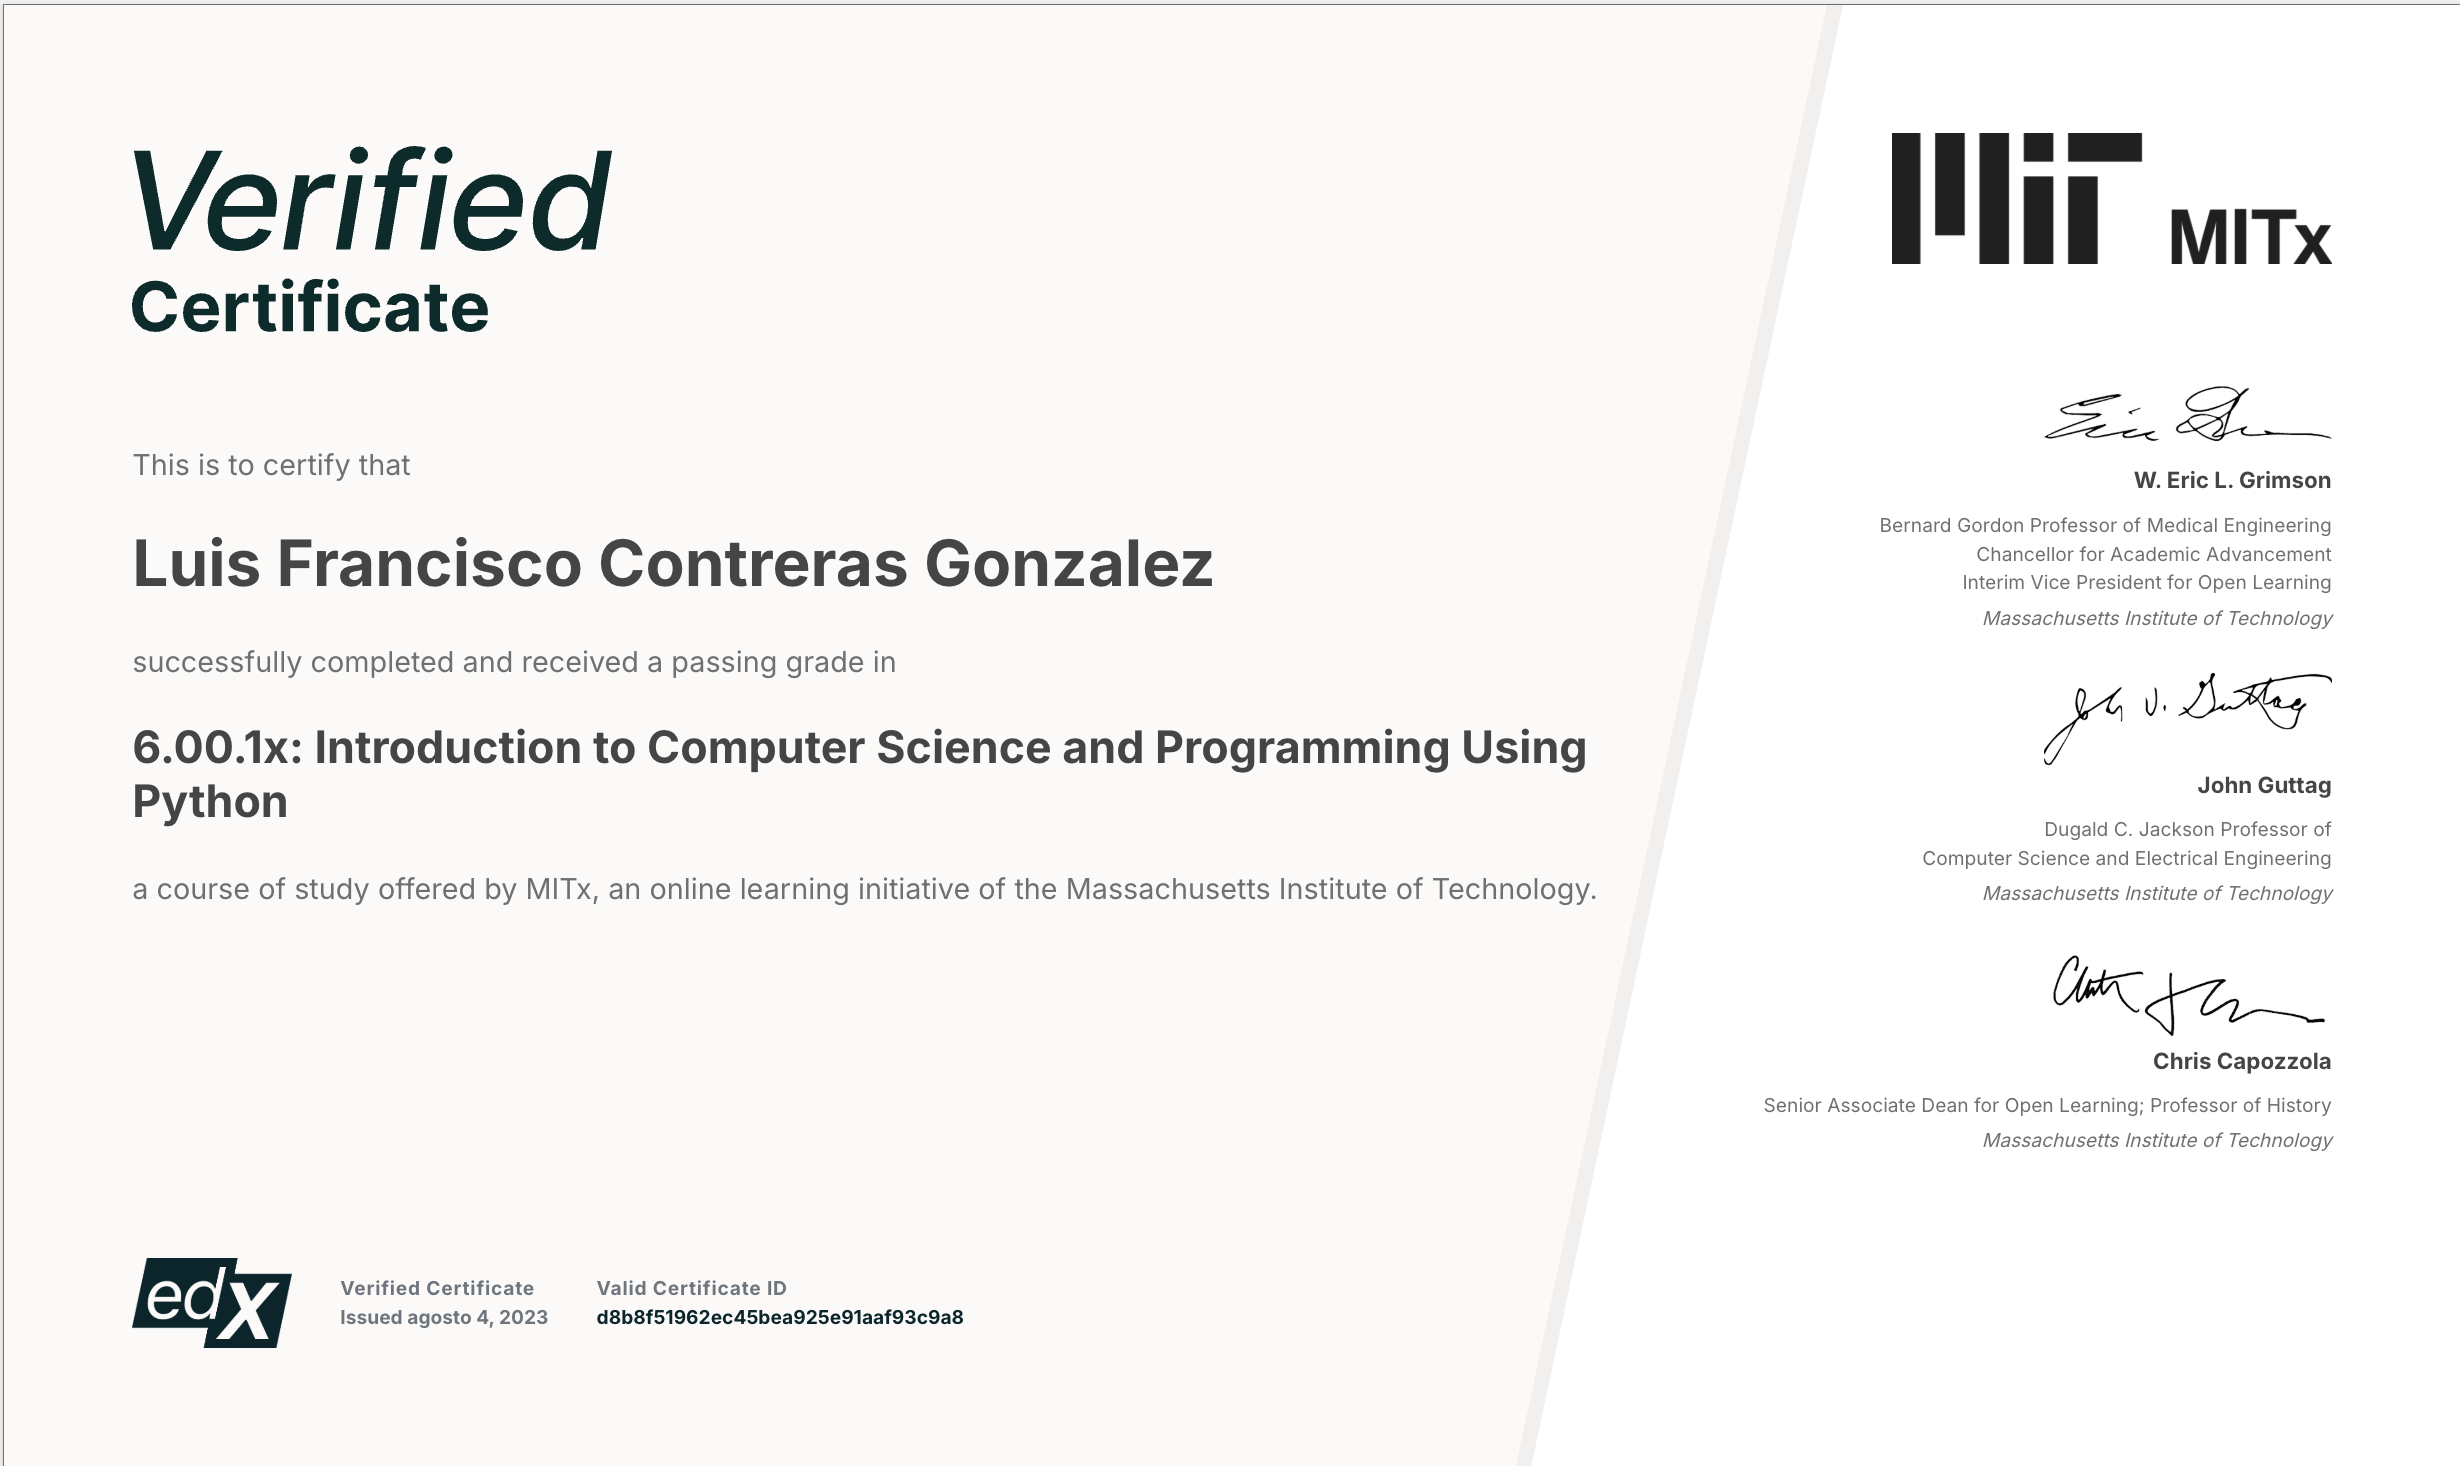 Verified
Certificate
This is to certify that
Luis Francisco Contreras Gonzalez
successfully completed and received a passing grade in
6.00.1x: Introduction to Computer Science and Programming Using
Python
a course of study offered by MITx, an online learning initiative of the Massachusetts Institute of Technology.
edX
Verified Certificate
Issued agosto 4, 2023
Valid Certificate ID
d8b8f51962ec45bea925e91aaf93c9a8
MIT MITx
W. Eric L. Grimson
Bernard Gordon Professor of Medical Engineering
Chancellor for Academic Advancement
Interim Vice President for Open Learning
Massachusetts Institute of Technology
John V. Guttag
John Guttag
Dugald C. Jackson Professor of
Computer Science and Electrical Engineering
Massachusetts Institute of Technology
Chris Capozzola
Senior Associate Dean for Open Learning; Professor of History
Massachusetts Institute of Technology